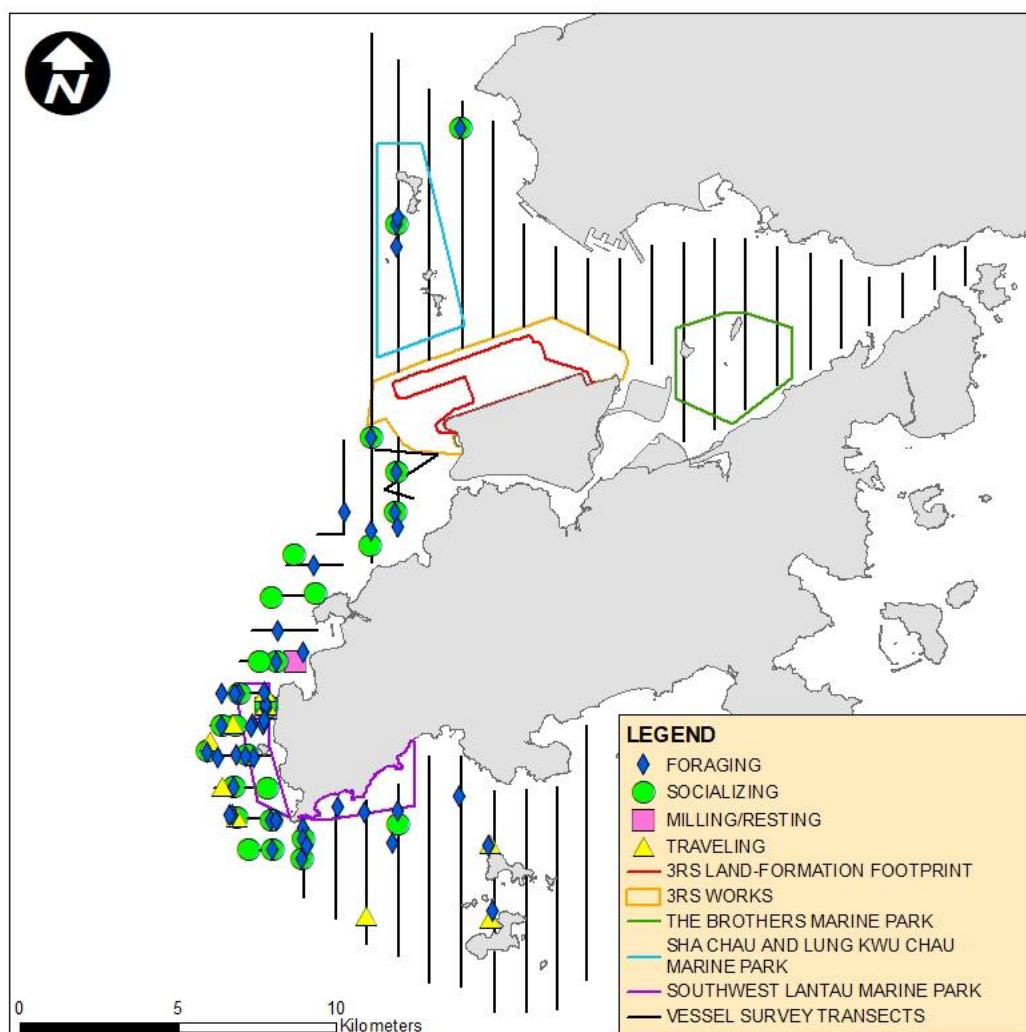 N
LEGEND
FORAGING
SOCIALIZING
MILLING/RESTING
TRAVELING
3RS LAND-FORMATION FOOTPRINT
3RS WORKS
THE BROTHERS MARINE PARK
SHA CHAU AND LUNG KWU CHAU
MARINE PARK
SOUTHWEST LANTAU MARINE PARK
VESSEL SURVEY TRANSECTS
0 5 10
Kilometers